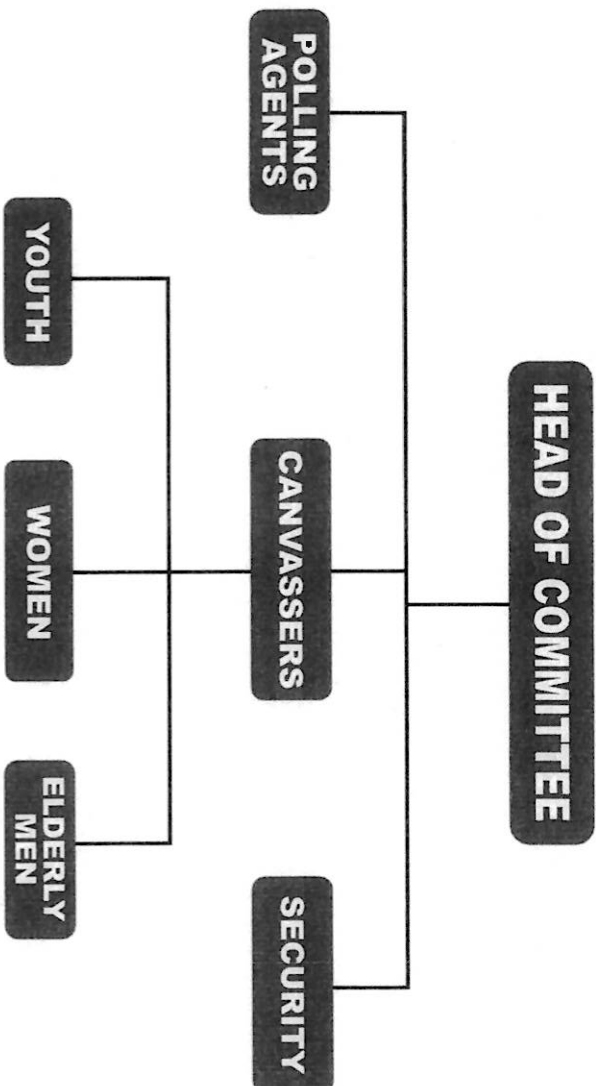 HEAD OF COMMITTEE
POLLING
AGENTS
CANVASSERS
SECURITY
YOUTH
WOMEN
ELDERLY
MEN